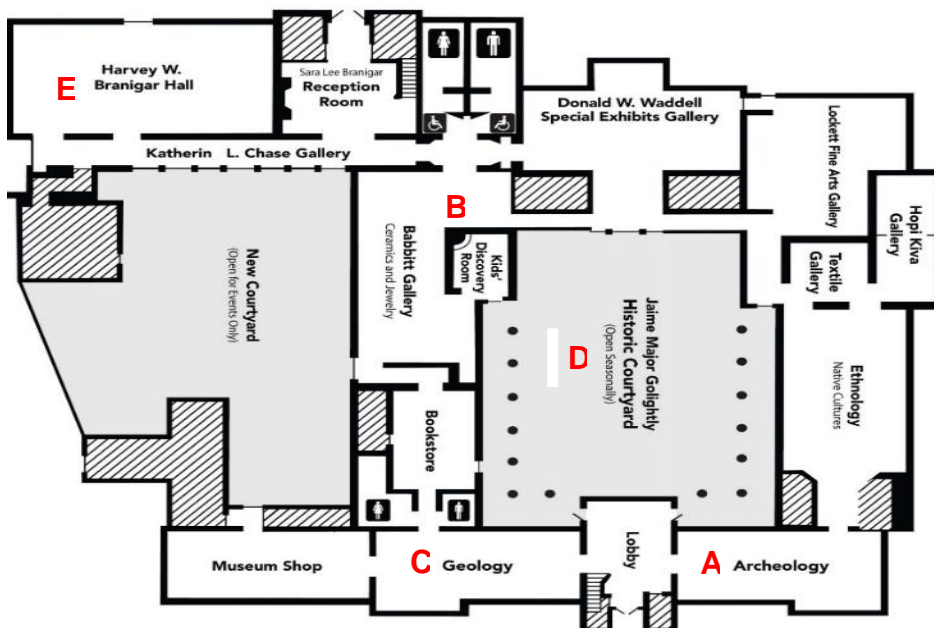 Harvey W.
Branigar Hall
E
Sara Lee Branigar
Reception
Room
Donald W. Waddell
Special Exhibits Gallery
Katherin L. Chase Gallery
Lockett Fine Arts Gallery
Hopi Kiva
Gallery
B
Babbitt Gallery
Ceramics and Jewelry
Kids'
Discovery
Room
Textile
Gallery
New Courtyard
(Open for Events Only)
D
Jaime Major Golightly
Historic Courtyard
(Open Seasonally)
Ethnology
Native Cultures
Bookstore
Lobby
Museum Shop
C
Geology
A
Archeology